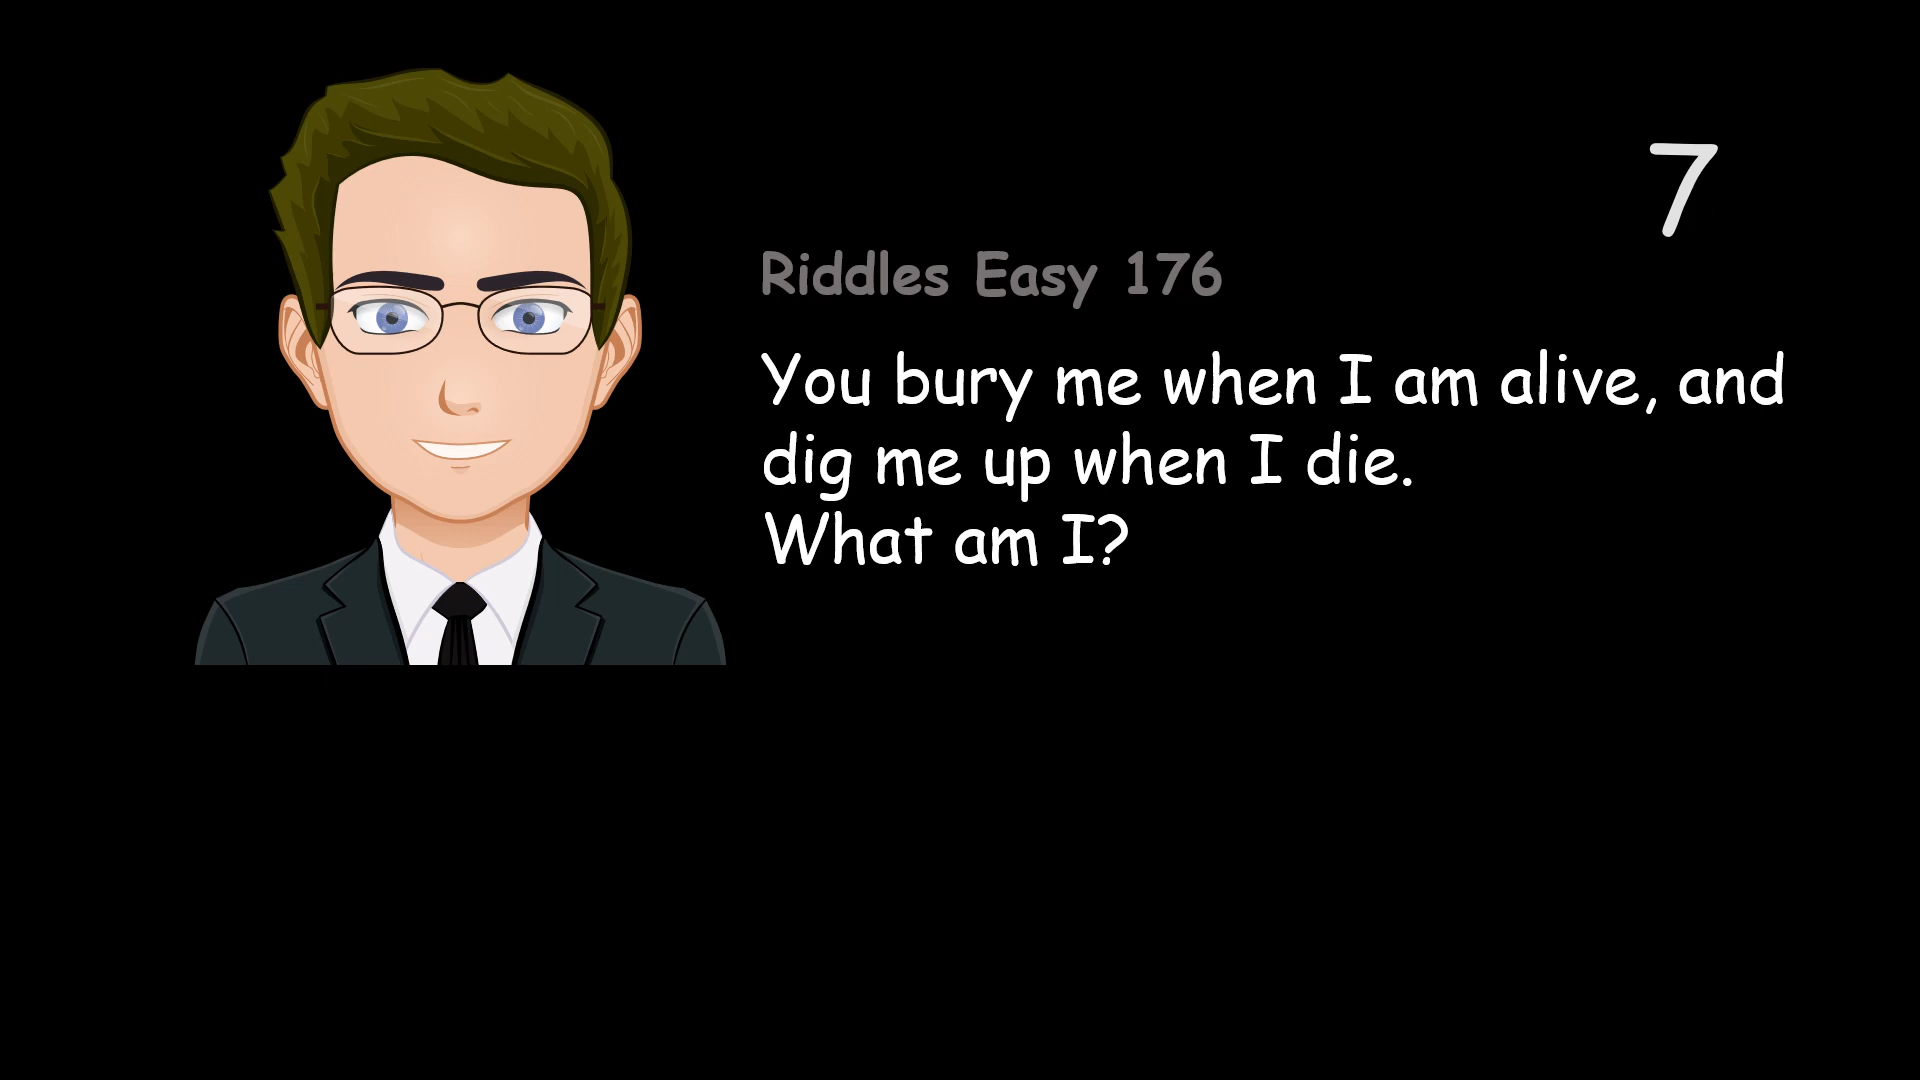 7
Riddles Easy 176
You bury me when I am alive, and
dig me up when I die.
What am I?